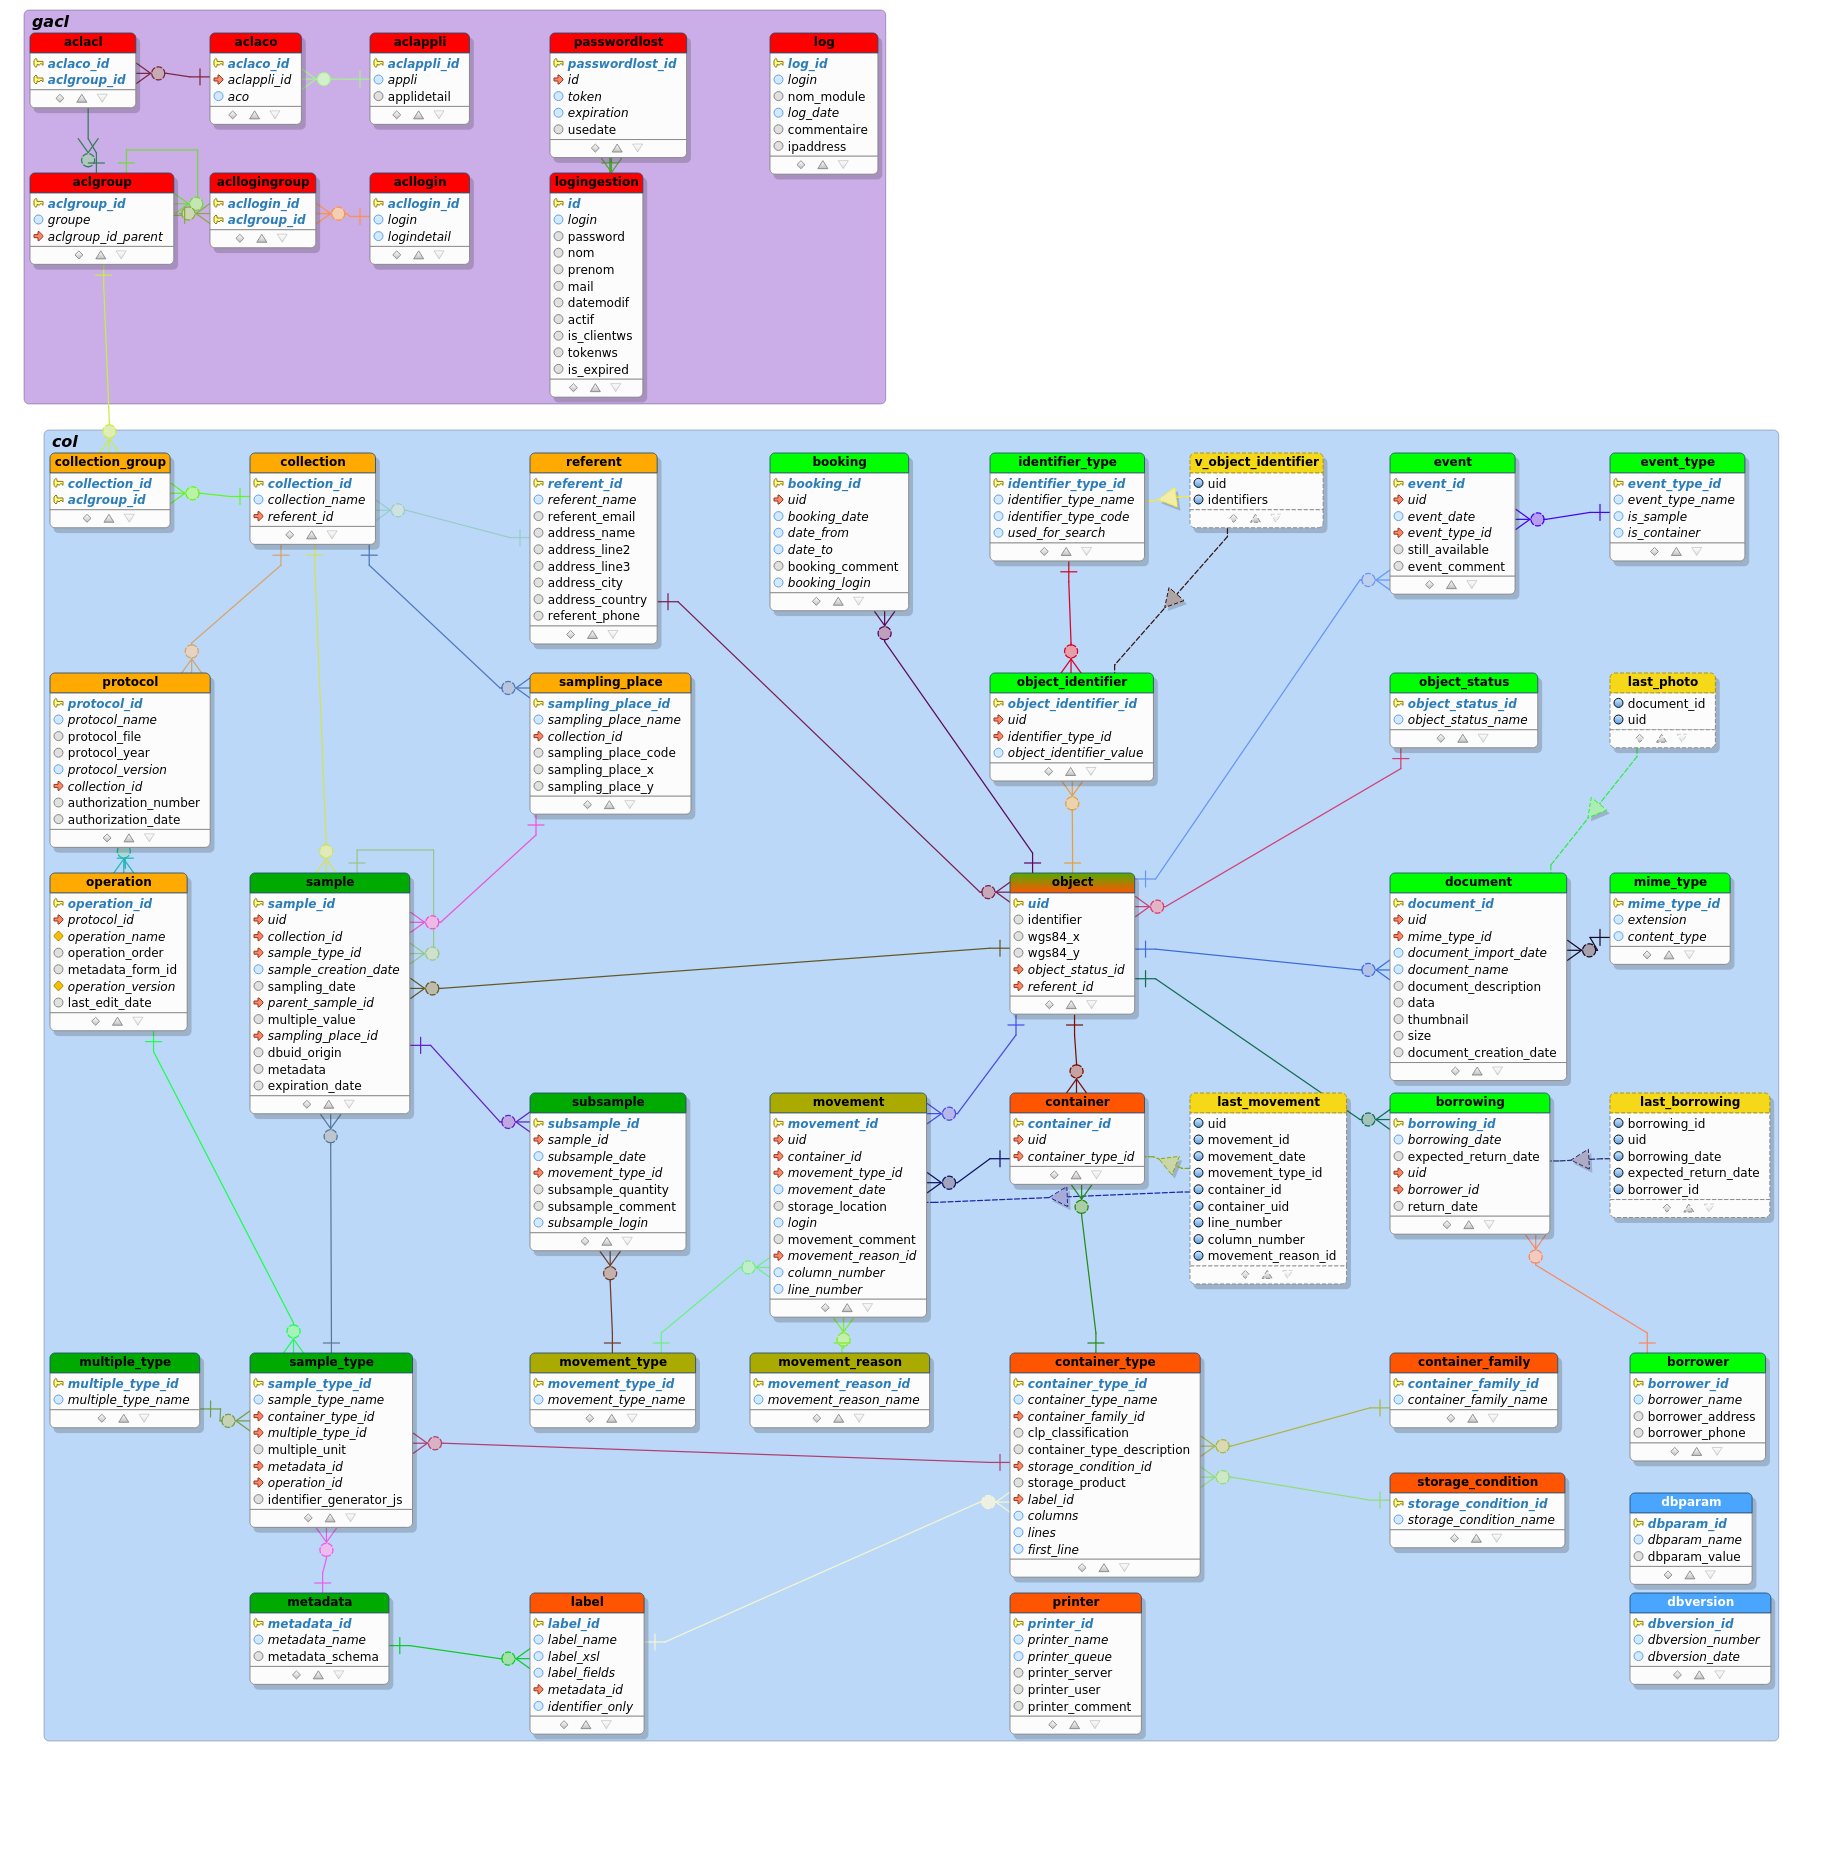 gacl
aclacl
aclaco_id
aclgroup_id
aclaco
aclaco_id
aclappli_id
aco
aclappli
aclappli_id
appli
applidetail
passwordlost
passwordlost_id
id
token
expiration
usedate
log
log_id
login
nom_module
log_date
commentaire
ipaddress
aclgroup
aclgroup_id
groupe
aclgroup_id_parent
acllogingroup
acllogin_id
aclgroup_id
acllogin
acllogin_id
login
logindetail
logingestion
id
login
password
nom
prenom
mail
datemodif
actif
is_clientws
tokenws
is_expired
col
collection_group
collection_id
aclgroup_id
collection
collection_id
collection_name
referent_id
referent
referent_id
referent_name
referent_email
address_name
address_line2
address_line3
address_city
address_country
referent_phone
booking
booking_id
uid
booking_date
date_from
date_to
booking_comment
booking_login
identifier_type
identifier_type_id
identifier_type_name
identifier_type_code
used_for_search
v_object_identifier
uid
identifiers
event
event_id
uid
event_date
event_type_id
still_available
event_comment
event_type
event_type_id
event_type_name
is_sample
is_container
protocol
protocol_id
protocol_name
protocol_file
protocol_year
protocol_version
collection_id
authorization_number
authorization_date
sampling_place
sampling_place_id
sampling_place_name
collection_id
sampling_place_code
sampling_place_x
sampling_place_y
object_identifier
object_identifier_id
uid
identifier_type_id
object_identifier_value
object_status
object_status_id
object_status_name
last_photo
document_id
uid
operation
operation_id
protocol_id
operation_name
operation_order
metadata_form_id
operation_version
last_edit_date
sample
sample_id
uid
collection_id
sample_type_id
sample_creation_date
sampling_date
parent_sample_id
multiple_value
sampling_place_id
dbuid_origin
metadata
expiration_date
object
uid
identifier
wgs84_x
wgs84_y
object_status_id
referent_id
document
document_id
uid
mime_type_id
document_import_date
document_name
document_description
data
thumbnail
size
document_creation_date
mime_type
mime_type_id
extension
content_type
subsample
subsample_id
sample_id
subsample_date
movement_type_id
subsample_quantity
subsample_comment
subsample_login
movement
movement_id
uid
container_id
movement_type_id
movement_date
storage_location
login
movement_comment
movement_reason_id
column_number
line_number
container
container_id
uid
container_type_id
last_movement
uid
movement_id
movement_date
movement_type_id
container_id
container_uid
line_number
column_number
movement_reason_id
borrowing
borrowing_id
borrowing_date
expected_return_date
uid
borrower_id
return_date
last_borrowing
borrowing_id
uid
borrowing_date
expected_return_date
borrower_id
multiple_type
multiple_type_id
multiple_type_name
sample_type
sample_type_id
sample_type_name
container_type_id
multiple_type_id
multiple_unit
metadata_id
operation_id
identifier_generator_js
movement_type
movement_type_id
movement_type_name
movement_reason
movement_reason_id
movement_reason_name
container_type
container_type_id
container_type_name
container_family_id
clp_classification
container_type_description
storage_condition_id
storage_product
label_id
columns
lines
first_line
container_family
container_family_id
container_family_name
borrower
borrower_id
borrower_name
borrower_address
borrower_phone
storage_condition
storage_condition_id
storage_condition_name
dbparam
dbparam_id
dbparam_name
dbparam_value
metadata
metadata_id
metadata_name
metadata_schema
label
label_id
label_name
label_xsl
label_fields
metadata_id
identifier_only
printer
printer_id
printer_name
printer_queue
printer_server
printer_user
printer_comment
dbversion
dbversion_id
dbversion_number
dbversion_date